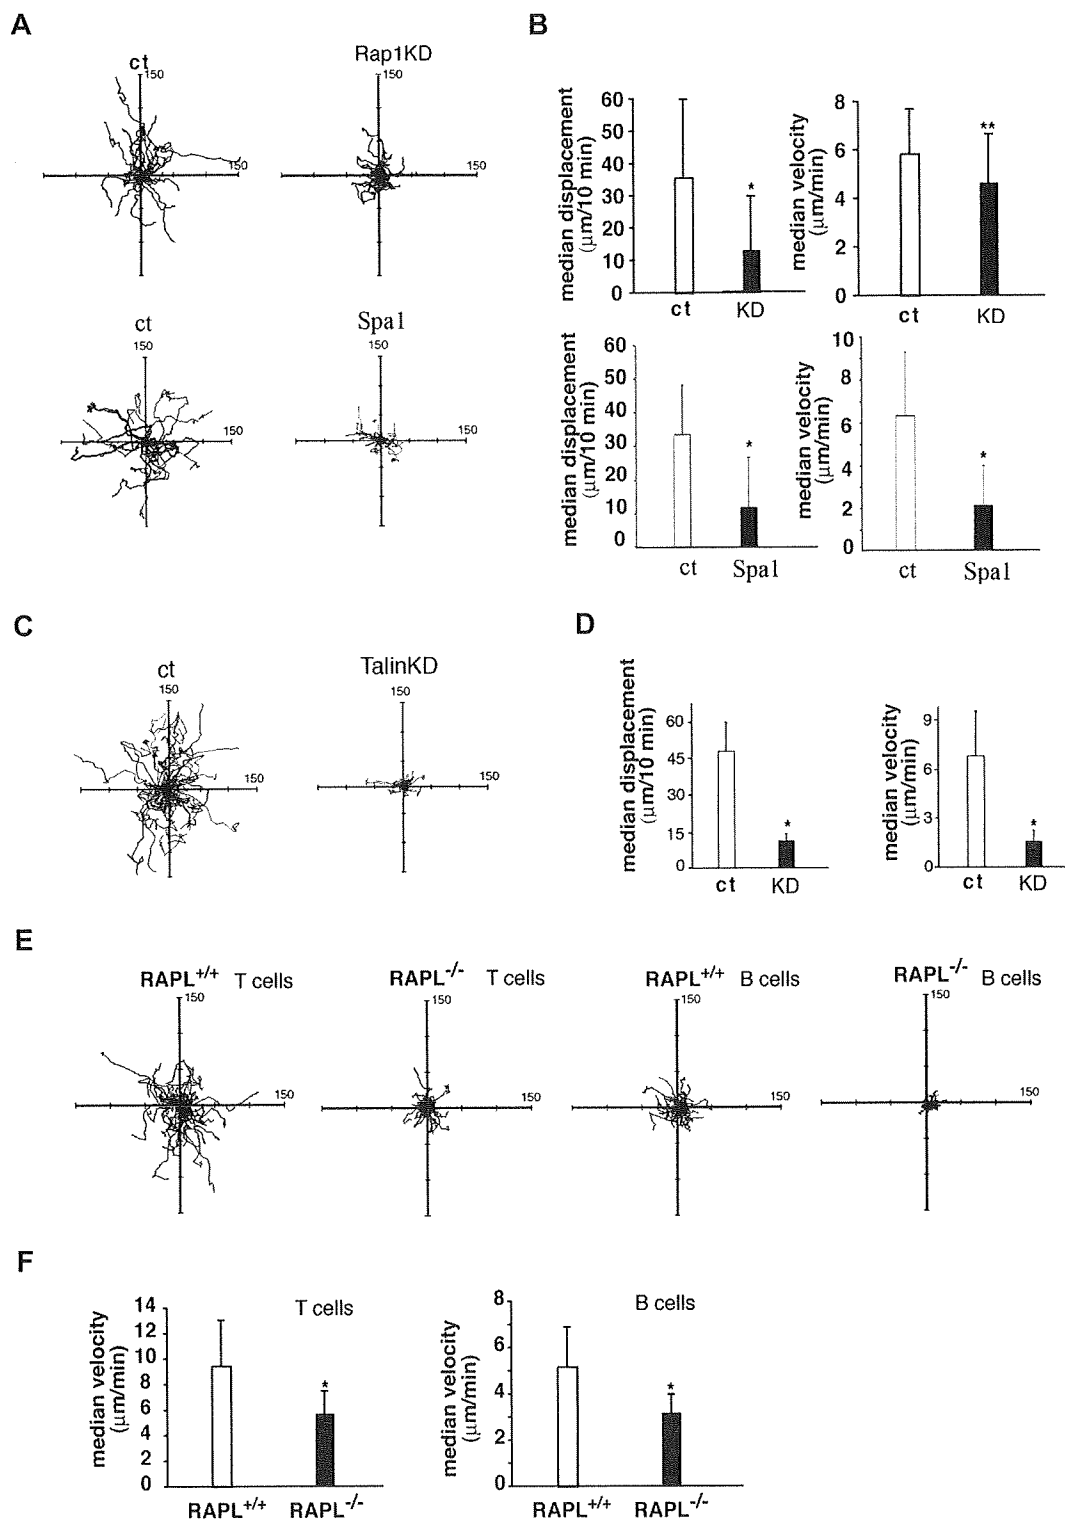 A
B
ct
150
150
Rap1KD
150
150
median displacement
(μm/10 min)
60
50
40
30
20
10
0
*
ct
KD
median velocity
(μm/min)
8
6
4
2
0
**
ct
KD
ct
150
150
Spa1
150
150
median displacement
(μm/10 min)
60
50
40
30
20
10
0
*
ct
Spa1
median velocity
(μm/min)
10
8
6
4
2
0
*
ct
Spa1
C
D
ct
150
150
TalinKD
150
150
median displacement
(μm/10 min)
60
45
30
15
0
*
ct
KD
median velocity
(μm/min)
9
6
3
0
*
ct
KD
E
RAPL+/+ T cells
150
150
RAPL-/- T cells
150
150
RAPL+/+ B cells
150
150
RAPL-/- B cells
150
150
F
median velocity
(μm/min)
14
12
10
8
6
4
2
0
T cells
*
RAPL+/+
RAPL-/-
median velocity
(μm/min)
8
6
4
2
0
B cells
*
RAPL+/+
RAPL-/-